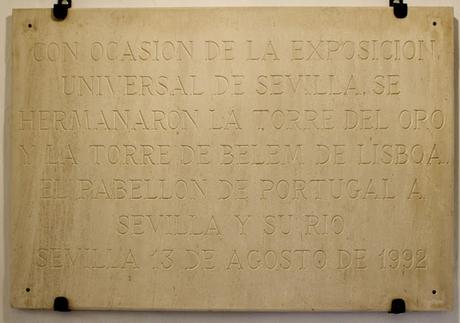 CON OCASION DE LA EXPOSICION
UNIVERSAL DE SEVILLA, SE
HERMANARON LA TORRE DEL ORO
Y LA TORRE DE BELEM DE LISBOA.
EL PABELLON DE PORTUGAL A
SEVILLA Y SU RIO.
SEVILLA 13 DE AGOSTO DE 1992